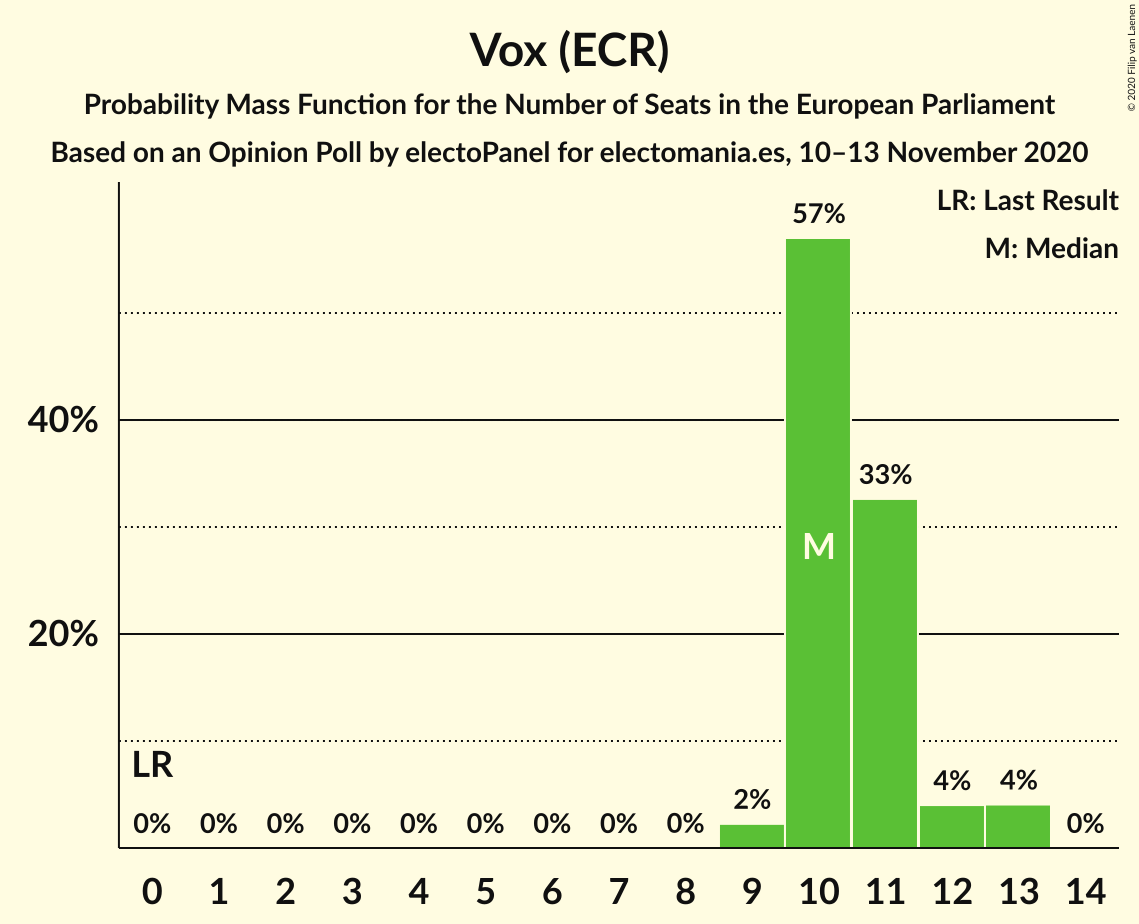 Vox (ECR)
Probability Mass Function for the Number of Seats in the European Parliament
Based on an Opinion Poll by electoPanel for electomania.es, 10–13 November 2020
© 2020 Filip van Laenen
LR: Last Result
M: Median
57%
40%
33%
M
20%
LR
0% 0% 0% 0% 0% 0% 0% 0% 0% 2% 4% 4% 0%
0 1 2 3 4 5 6 7 8 9 10 11 12 13 14